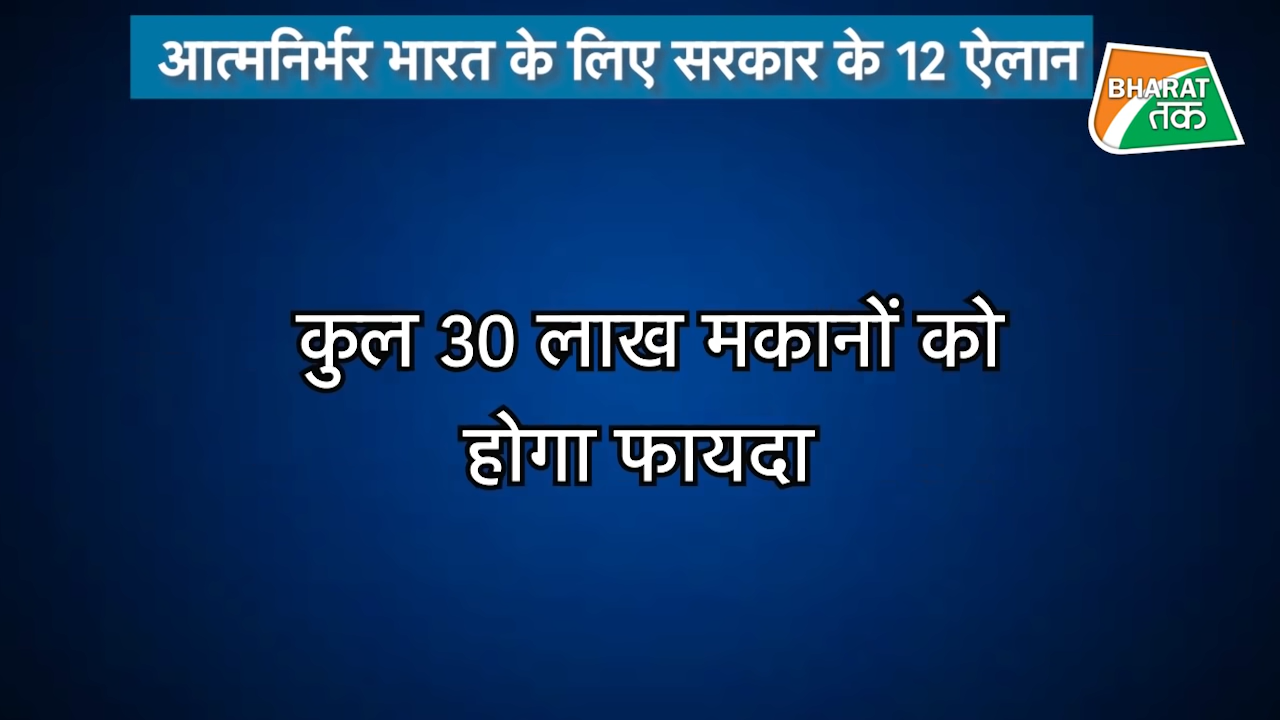 आत्मनिर्भर भारत के लिए सरकार के 12 ऐलान
BHARAT
तक
कुल 30 लाख मकानों को
होगा फायदा